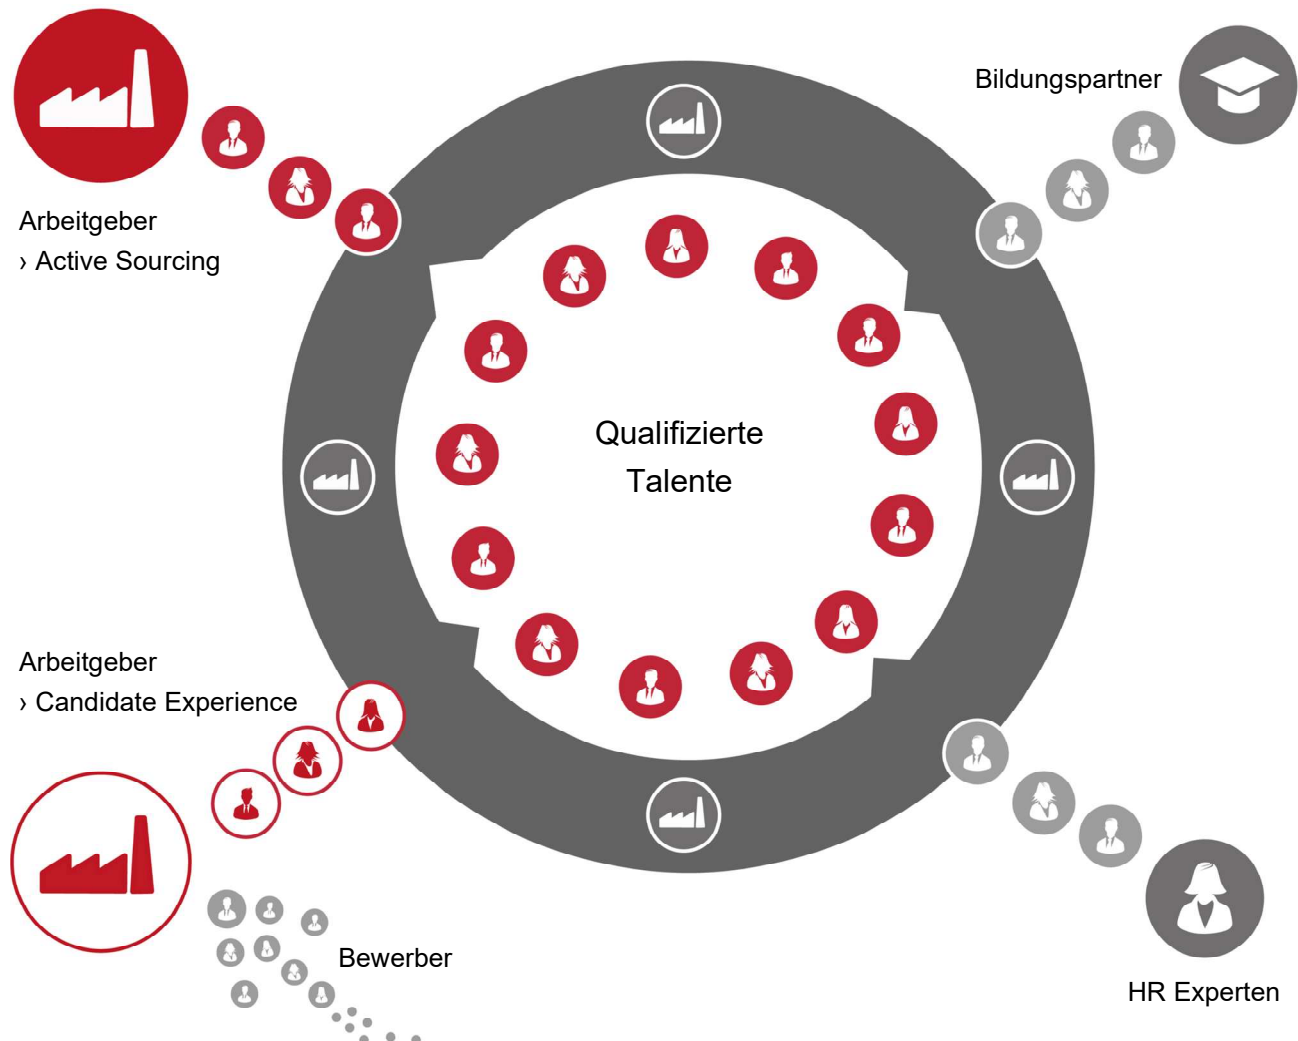 Bildungspartner
Arbeitgeber
› Active Sourcing
Qualifizierte
Talente
Arbeitgeber
› Candidate Experience
Bewerber
HR Experten